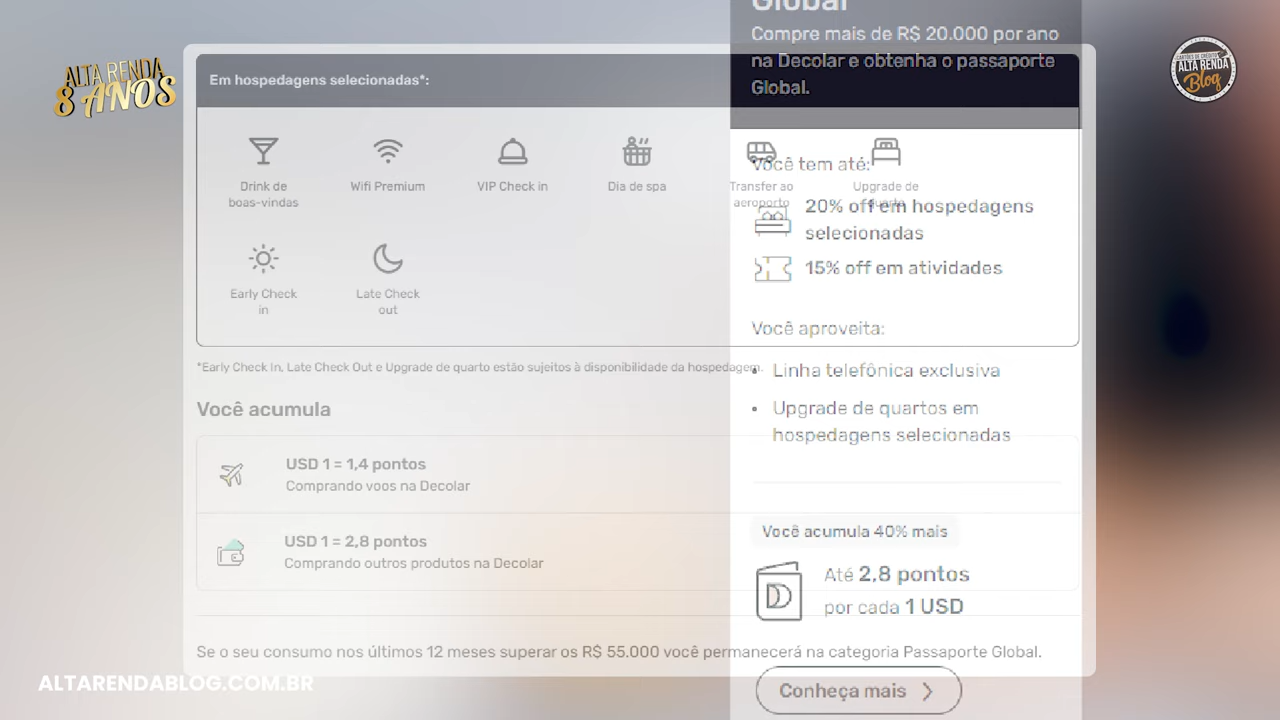 Global
Compre mais de R$ 20.000 por ano
na Decolar e obtenha o passaporte
Global.
ALTA RENDA
8 ANOS
CARTÕES DE CRÉDITO
ALTA RENDA
Blog
Em hospedagens selecionadas*:
Drink de
boas-vindas
Wifi Premium
VIP Check in
Dia de spa
Transfer ao
aeroporto
Upgrade de
quarto
Early Check
in
Late Check
out
*Early Check In, Late Check Out e Upgrade de quarto estão sujeitos à disponibilidade da hospedagem.
Você acumula
USD 1 = 1,4 pontos
Comprando voos na Decolar
USD 1 = 2,8 pontos
Comprando outros produtos na Decolar
Se o seu consumo nos últimos 12 meses superar os R$ 55.000 você permanecerá na categoria Passaporte Global.
Você tem até:
20% off em hospedagens
selecionadas
15% off em atividades
Você aproveita:
• Linha telefônica exclusiva
• Upgrade de quartos em
hospedagens selecionadas
Você acumula 40% mais
Até 2,8 pontos
por cada 1 USD
Conheça mais
ALTARENDABLOG.COM.BR